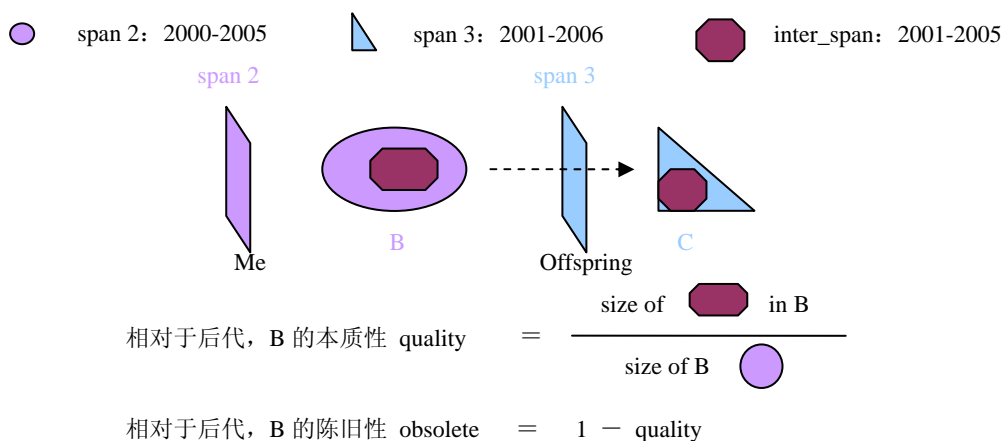 span 2：2000-2005 span 3：2001-2006 inter_span：2001-2005
span 2 span 3
B C
Me Offspring
size of in B
相对于后代，B 的本质性 quality ＝
size of B
相对于后代，B 的陈旧性 obsolete ＝ 1 － quality